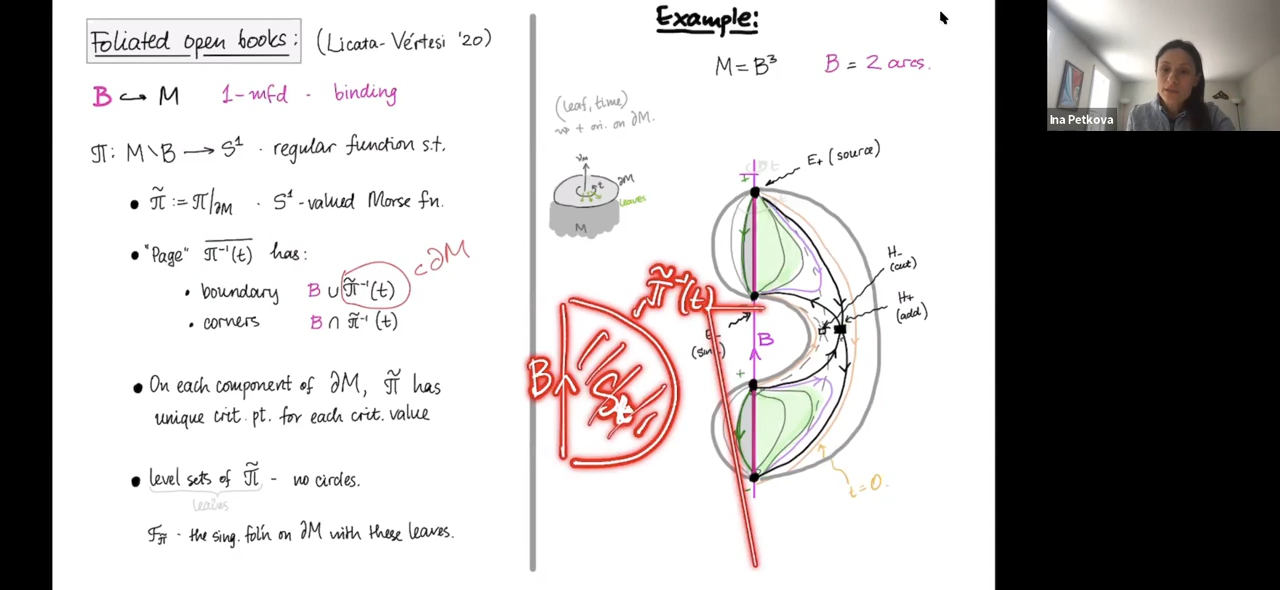 Foliated open books: (Licata-Vértesi '20)
B ↪ M 1-mfd - binding
π: M \ B → S¹ · regular function s.t.
• π̃ := π|∂M · S¹-valued Morse fn.
• "Page" π⁻¹(t) has:
• boundary B ∪ π̃⁻¹(t) ⊂ ∂M
• corners B ∩ π̃⁻¹(t)
• On each component of ∂M, π̃ has
unique crit. pt. for each crit. value
• level sets of π̃ - no circles.
leaves
F_π̃ · the sing. fol'n on ∂M with these leaves.
Example:
M = B³ B = 2 arcs.
(leaf, time)
⇝ + ori. on ∂M.
t
∂M
leaves
M
+
E₊ (source)
H₋
(cut)
H₊
(add)
π̃⁻¹(t)
B
S_t
(sin
B
+
t=0.
Ina Petkova